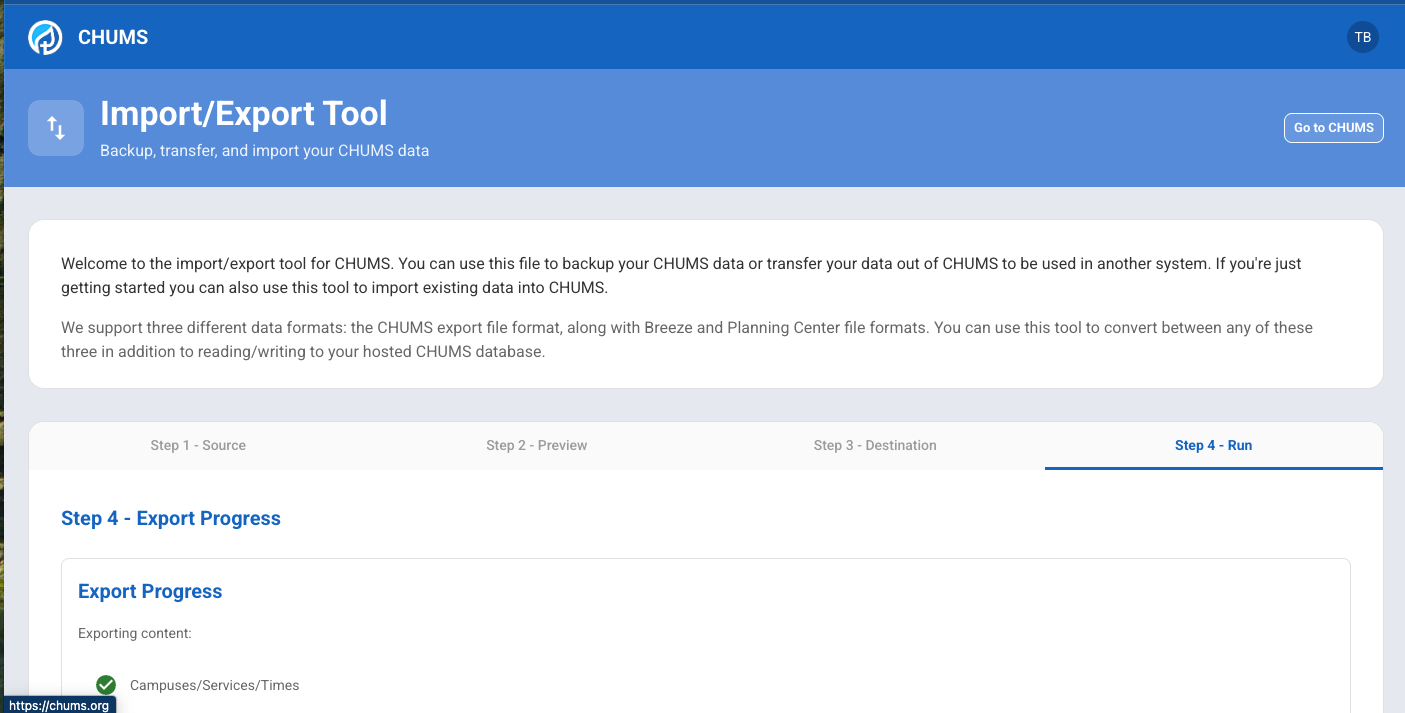 CHUMS
TB
Import/Export Tool
Backup, transfer, and import your CHUMS data
Go to CHUMS
Welcome to the import/export tool for CHUMS. You can use this file to backup your CHUMS data or transfer your data out of CHUMS to be used in another system. If you're just
getting started you can also use this tool to import existing data into CHUMS.
We support three different data formats: the CHUMS export file format, along with Breeze and Planning Center file formats. You can use this tool to convert between any of these
three in addition to reading/writing to your hosted CHUMS database.
Step 1 - Source
Step 2 - Preview
Step 3 - Destination
Step 4 - Run
Step 4 - Export Progress
Export Progress
Exporting content:
Campuses/Services/Times
https://chums.org